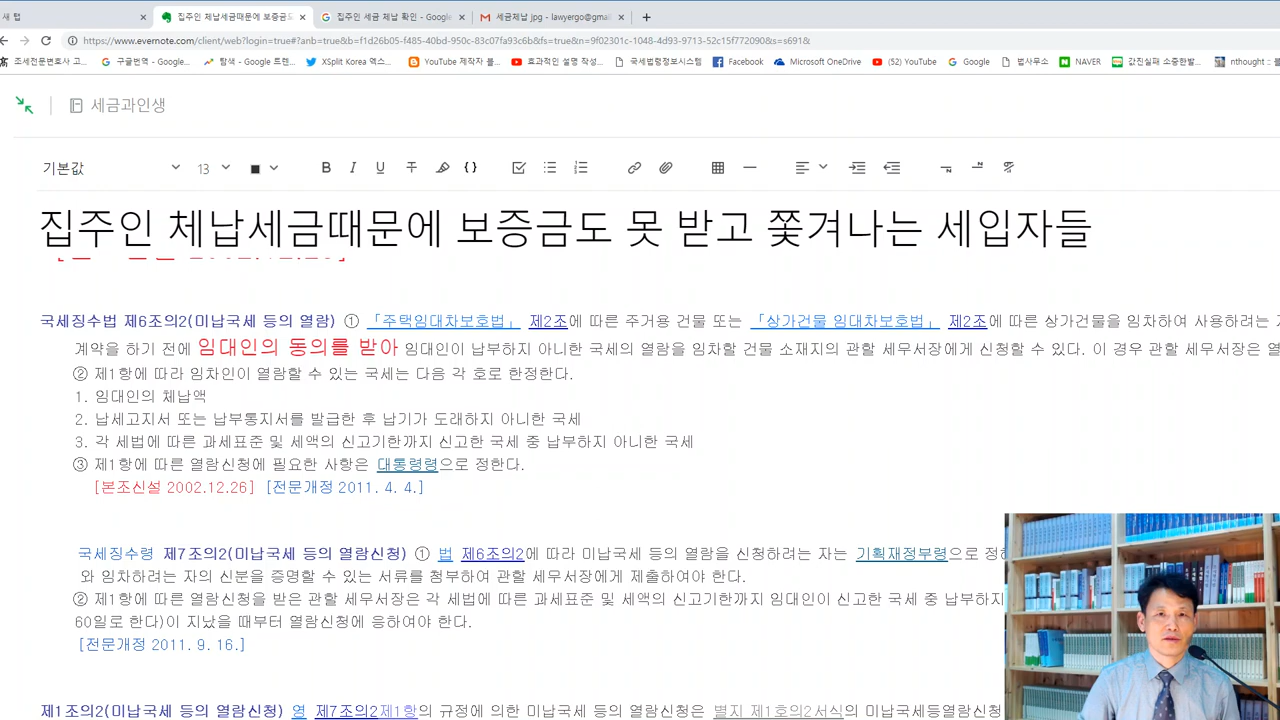 새 탭
집주인 체납세금때문에 보증금도
집주인 세금 체납 확인 - Google
세금체납 jpg - lawyergo@gmai
https://www.evernote.com/client/web?login=true#?anb=true&b=f1d26b05-f485-40bd-950c-83c07fa93c6b&fs=true&n=9f02301c-1048-4d93-9713-52c15f772090&s=s691&
조세전문변호사 고...
구글번역 - Google...
탐색 - Google 트렌...
XSplit Korea 엑스...
YouTube 제작자 블...
효과적인 설명 작성...
국세법령정보시스템
Facebook
Microsoft OneDrive
(52) YouTube
Google
법사무소
NAVER
값진실패 소중한발...
nthought :: 블
세금과인생
기본값 13 B I U T { }
집주인 체납세금때문에 보증금도 못 받고 쫓겨나는 세입자들
국세징수법 제6조의2(미납국세 등의 열람) ① 「주택임대차보호법」 제2조에 따른 주거용 건물 또는 「상가건물 임대차보호법」 제2조에 따른 상가건물을 임차하여 사용하려는
계약을 하기 전에 임대인의 동의를 받아 임대인이 납부하지 아니한 국세의 열람을 임차할 건물 소재지의 관할 세무서장에게 신청할 수 있다. 이 경우 관할 세무서장은 열
② 제1항에 따라 임차인이 열람할 수 있는 국세는 다음 각 호로 한정한다.
1. 임대인의 체납액
2. 납세고지서 또는 납부통지서를 발급한 후 납기가 도래하지 아니한 국세
3. 각 세법에 따른 과세표준 및 세액의 신고기한까지 신고한 국세 중 납부하지 아니한 국세
③ 제1항에 따른 열람신청에 필요한 사항은 대통령령으로 정한다.
[본조신설 2002.12.26] [전문개정 2011. 4. 4.]
국세징수령 제7조의2(미납국세 등의 열람신청) ① 법 제6조의2에 따라 미납국세 등의 열람을 신청하려는 자는 기획재정부령으로 정하
와 임차하려는 자의 신분을 증명할 수 있는 서류를 첨부하여 관할 세무서장에게 제출하여야 한다.
② 제1항에 따른 열람신청을 받은 관할 세무서장은 각 세법에 따른 과세표준 및 세액의 신고기한까지 임대인이 신고한 국세 중 납부하지
60일로 한다)이 지났을 때부터 열람신청에 응하여야 한다.
[전문개정 2011. 9. 16.]
제1조의2(미납국세 등의 열람신청) 영 제7조의2제1항의 규정에 의한 미납국세 등의 열람신청은 별지 제1호의2서식의 미납국세등열람신청